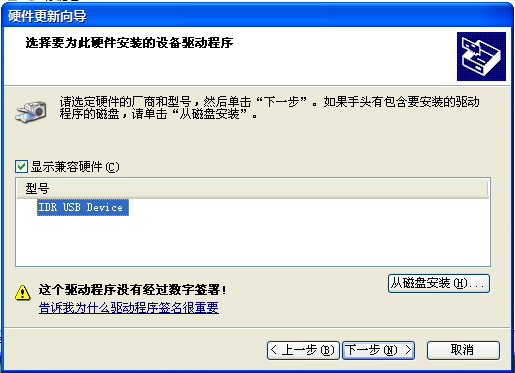 硬件更新向导
选择要为此硬件安装的设备驱动程序
请选定硬件的厂商和型号，然后单击“下一步”。如果手头有包含要安装的驱动
程序的磁盘，请单击“从磁盘安装”。
显示兼容硬件(C)
型号
IDR USB Device
这个驱动程序没有经过数字签署!
告诉我为什么驱动程序签名很重要
从磁盘安装(H)...
< 上一步(B)
下一步(N) >
取消